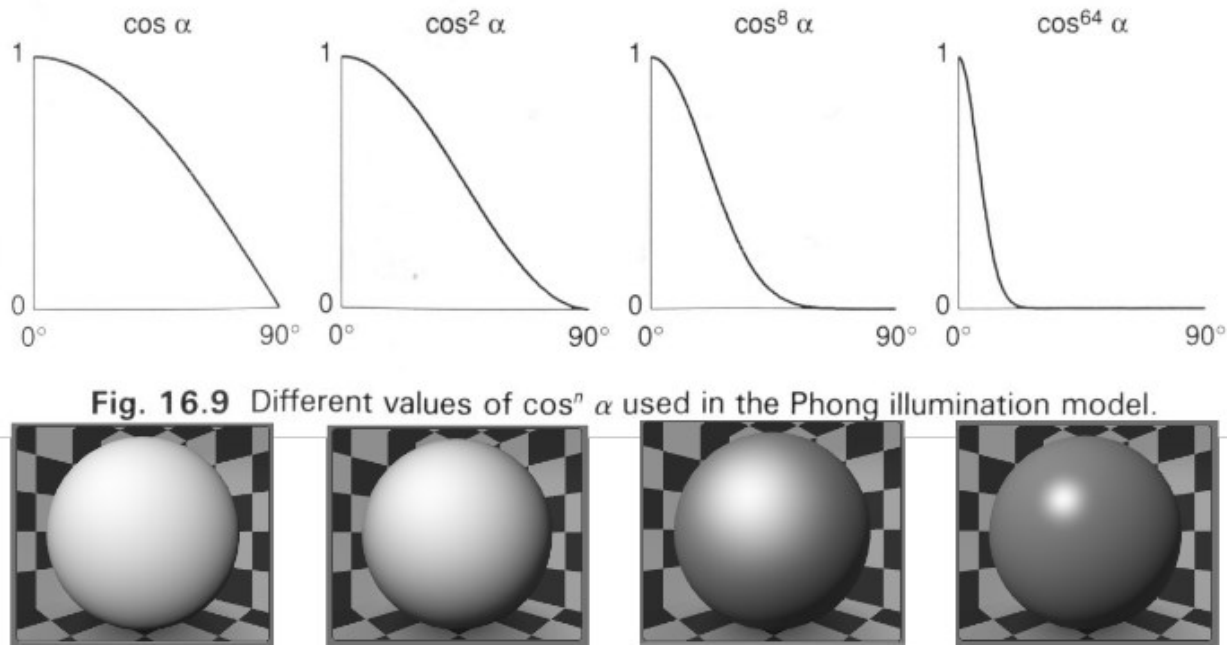 cos α cos² α cos⁸ α cos⁶⁴ α
1 1 1 1
0 0 0 0
0° 90° 0° 90° 0° 90° 0° 90°
Fig. 16.9 Different values of cosⁿ α used in the Phong illumination model.